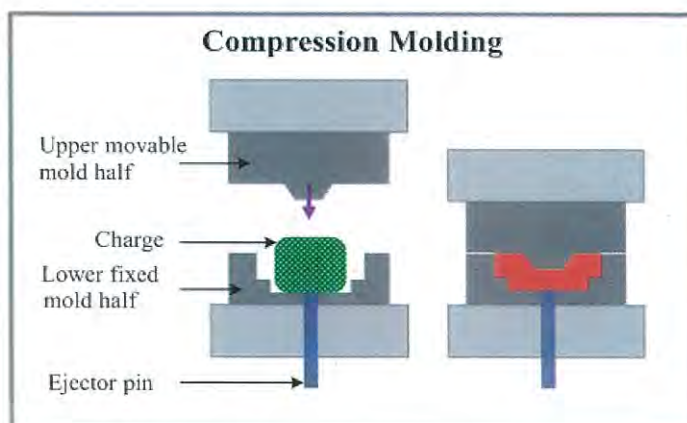 Compression Molding
Upper movable
mold half
Charge
Lower fixed
mold half
Ejector pin